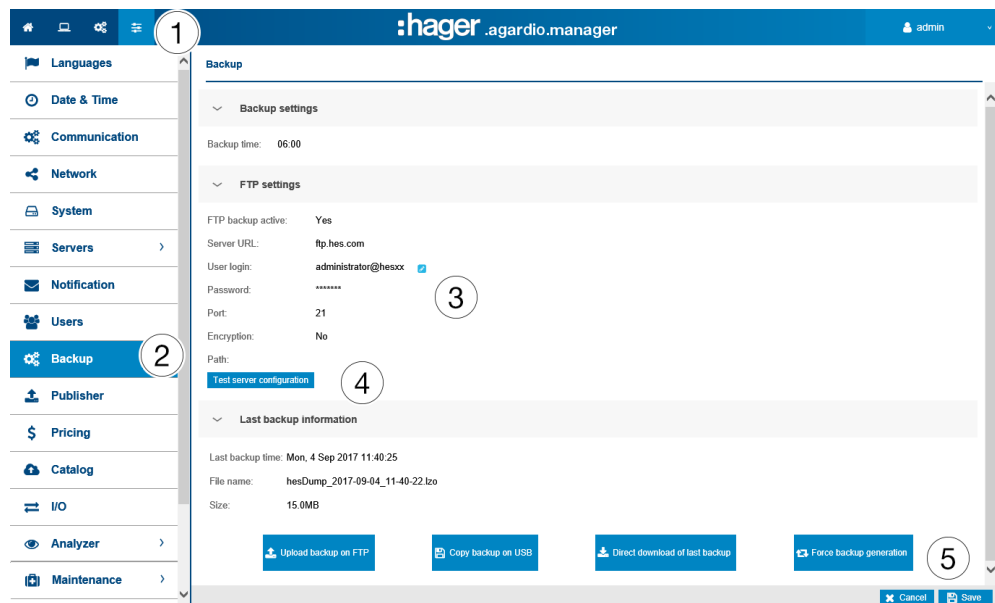 1
:hager .agardio.manager
admin
Languages
Date & Time
Communication
Network
System
Servers
Notification
Users
Backup
2
Publisher
Pricing
Catalog
I/O
Analyzer
Maintenance
Backup
Backup settings
Backup time: 06:00
FTP settings
FTP backup active: Yes
Server URL: ftp.hes.com
User login: administrator@hesxx
Password: *******
3
Port: 21
Encryption: No
Path:
Test server configuration
4
Last backup information
Last backup time: Mon, 4 Sep 2017 11:40:25
File name: hesDump_2017-09-04_11-40-22.lzo
Size: 15.0MB
Upload backup on FTP
Copy backup on USB
Direct download of last backup
Force backup generation
5
Cancel
Save